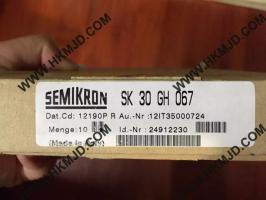 WWW.HKMJD.COM
SEMIKRON SK 30 GH 067
Dat.Cd: 12190P R Au.-Nr :12IT35000724
Menge: 10 Id.-Nr : 24912230
(Made in Italy)